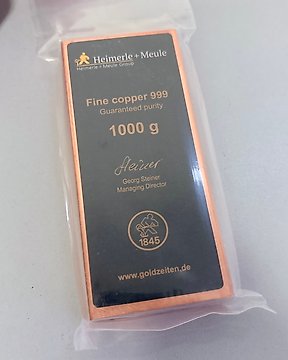 Heimerle + Meule
Heimerle + Meule Group
Fine copper 999
Guaranteed purity
1000 g
Steiner
Georg Steiner
Managing Director
1845
www.goldzeiten.de